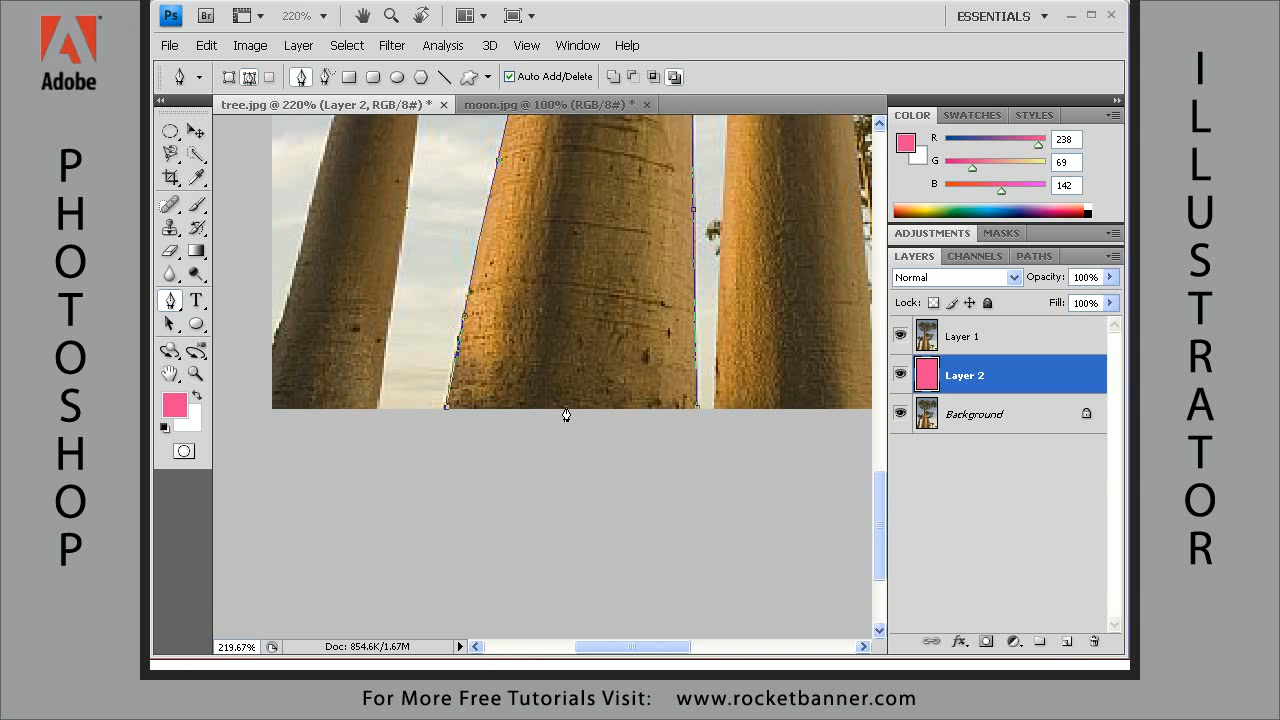 Adobe
PHOTOSHOP
ILLUSTRATOR
Ps
Br
220%
ESSENTIALS
File Edit Image Layer Select Filter Analysis 3D View Window Help
Auto Add/Delete
tree.jpg @ 220% (Layer 2, RGB/8#) *
moon.jpg @ 100% (RGB/8#) *
COLOR SWATCHES STYLES
R 238
G 69
B 142
ADJUSTMENTS MASKS
LAYERS CHANNELS PATHS
Normal Opacity: 100%
Lock: Fill: 100%
Layer 1
Layer 2
Background
T
219.67% Doc: 854.6K/1.67M
fx
For More Free Tutorials Visit: www.rocketbanner.com